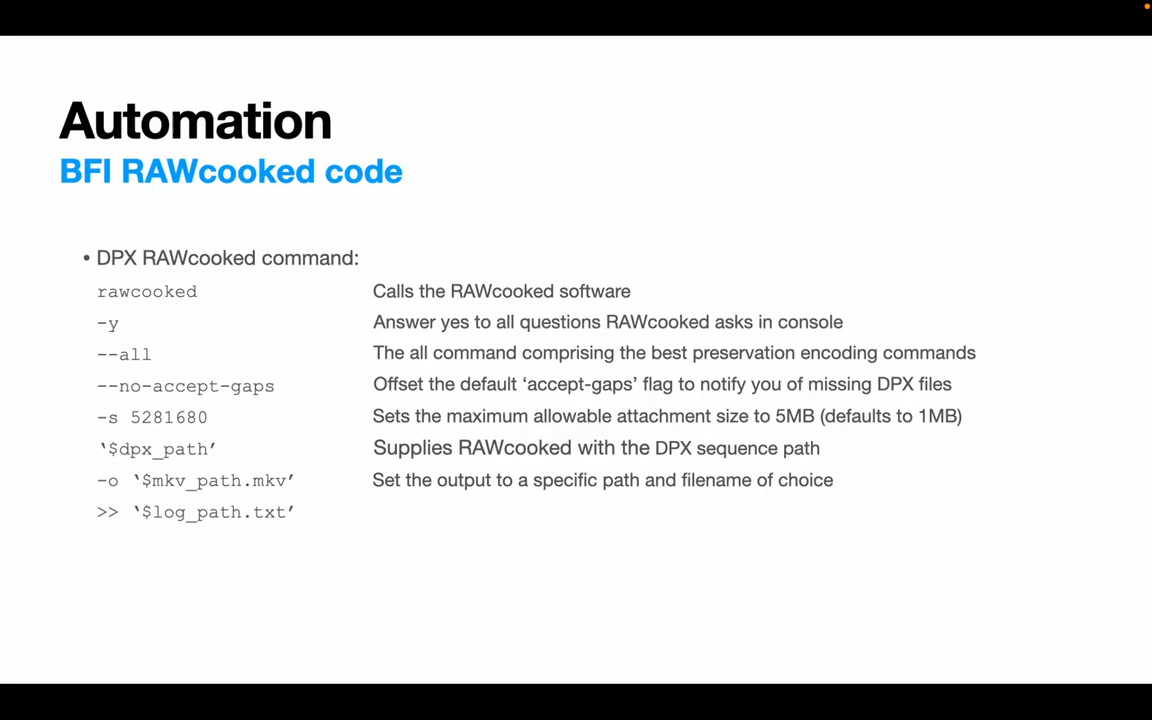 Automation
BFI RAWcooked code
• DPX RAWcooked command:
rawcooked Calls the RAWcooked software
-y Answer yes to all questions RAWcooked asks in console
--all The all command comprising the best preservation encoding commands
--no-accept-gaps Offset the default ‘accept-gaps’ flag to notify you of missing DPX files
-s 5281680 Sets the maximum allowable attachment size to 5MB (defaults to 1MB)
‘$dpx_path’ Supplies RAWcooked with the DPX sequence path
-o ‘$mkv_path.mkv’ Set the output to a specific path and filename of choice
>> ‘$log_path.txt’